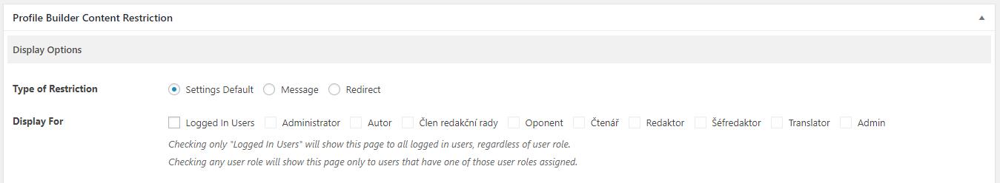 Profile Builder Content Restriction
Display Options
Type of Restriction Settings Default Message Redirect
Display For Logged In Users Administrator Autor Člen redakční rady Oponent Čtenář Redaktor Šéfredaktor Translator Admin
Checking only "Logged In Users" will show this page to all logged in users, regardless of user role.
Checking any user role will show this page only to users that have one of those user roles assigned.